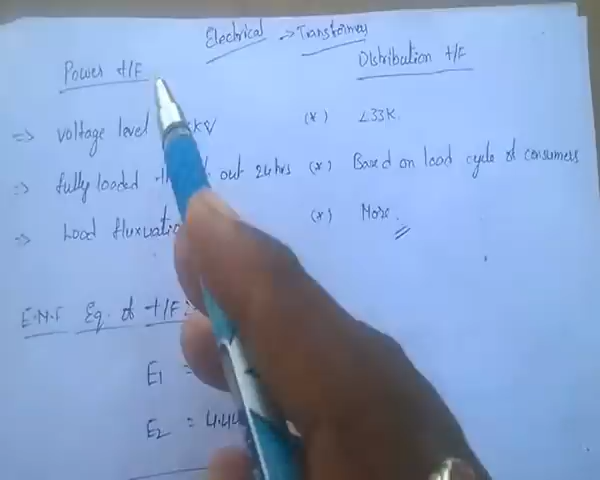 Electrical -> Transformers
Power t/F
Distribution t/F
=> Voltage level kV
(*) <33K.
=> fully loaded out 24hrs
(*) Based on load cycle of consumers
=> Load fluxuatio
(*) More.
E.M.F Eq. of t/F:
E1 =
E2 = 4.44